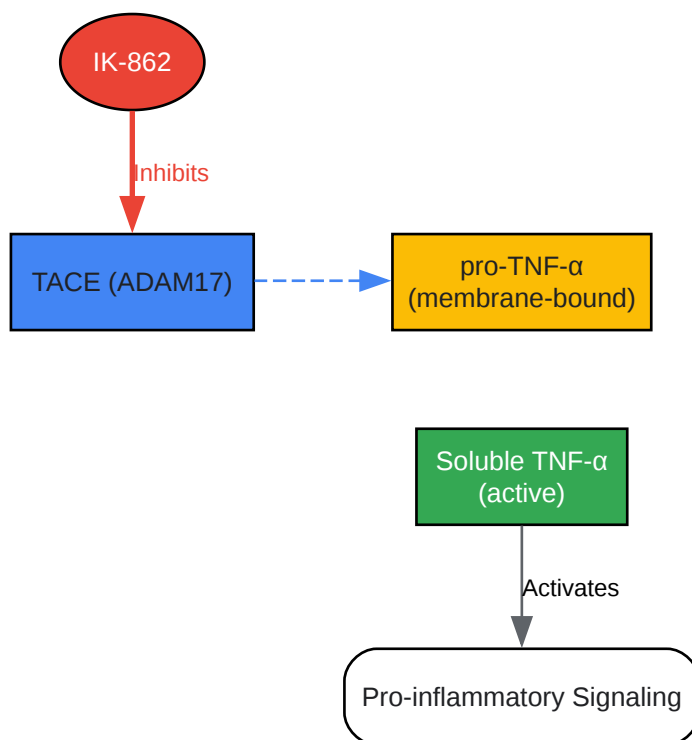 IK-862
Inhibits
TACE (ADAM17)
pro-TNF-α
(membrane-bound)
Soluble TNF-α
(active)
Activates
Pro-inflammatory Signaling